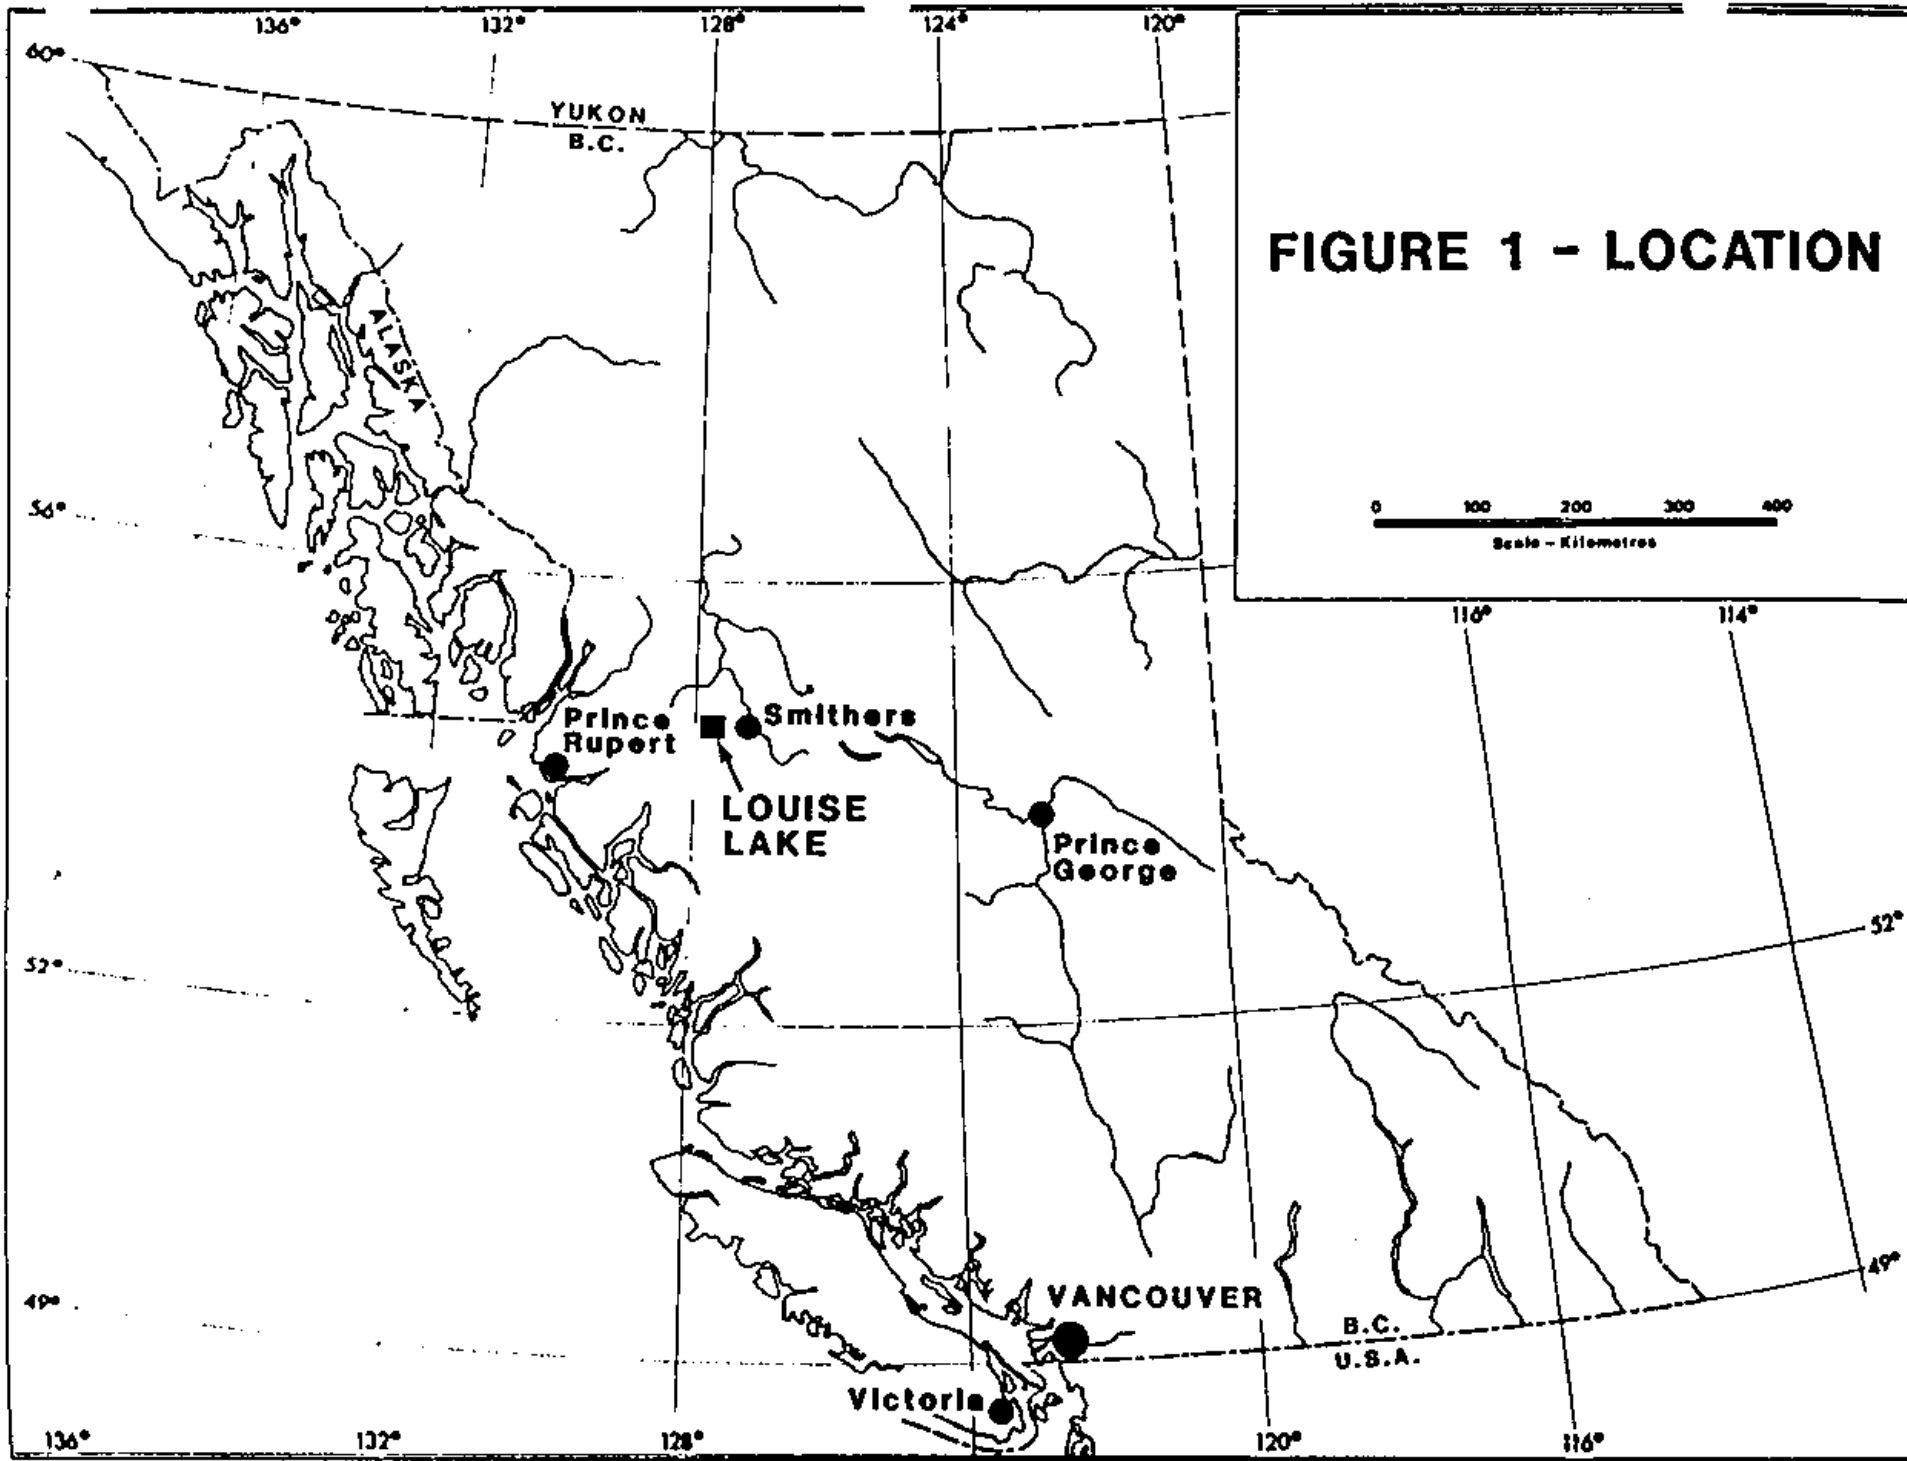 136° 132° 128° 124° 120°
60°
YUKON
B.C.
FIGURE 1 - LOCATION
ALASKA
56°
0 100 200 300 400
Scale - Kilometres
116° 114°
Prince
Rupert
Smithers
LOUISE
LAKE
Prince
George
52°
52°
49°
49°
VANCOUVER
B.C.
U.S.A.
Victoria
136° 132° 128° 120° 116°